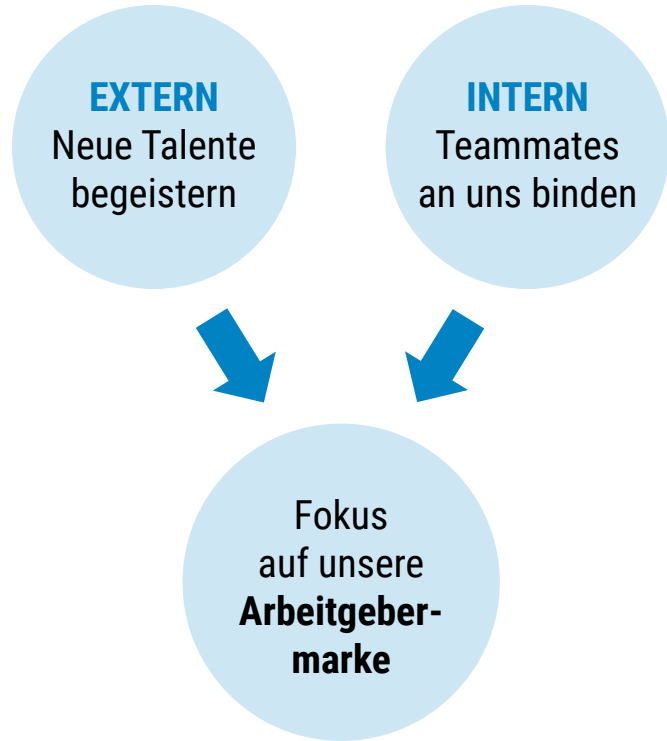 EXTERN
Neue Talente
begeistern
INTERN
Teammates
an uns binden
Fokus
auf unsere
Arbeitgeber-
marke